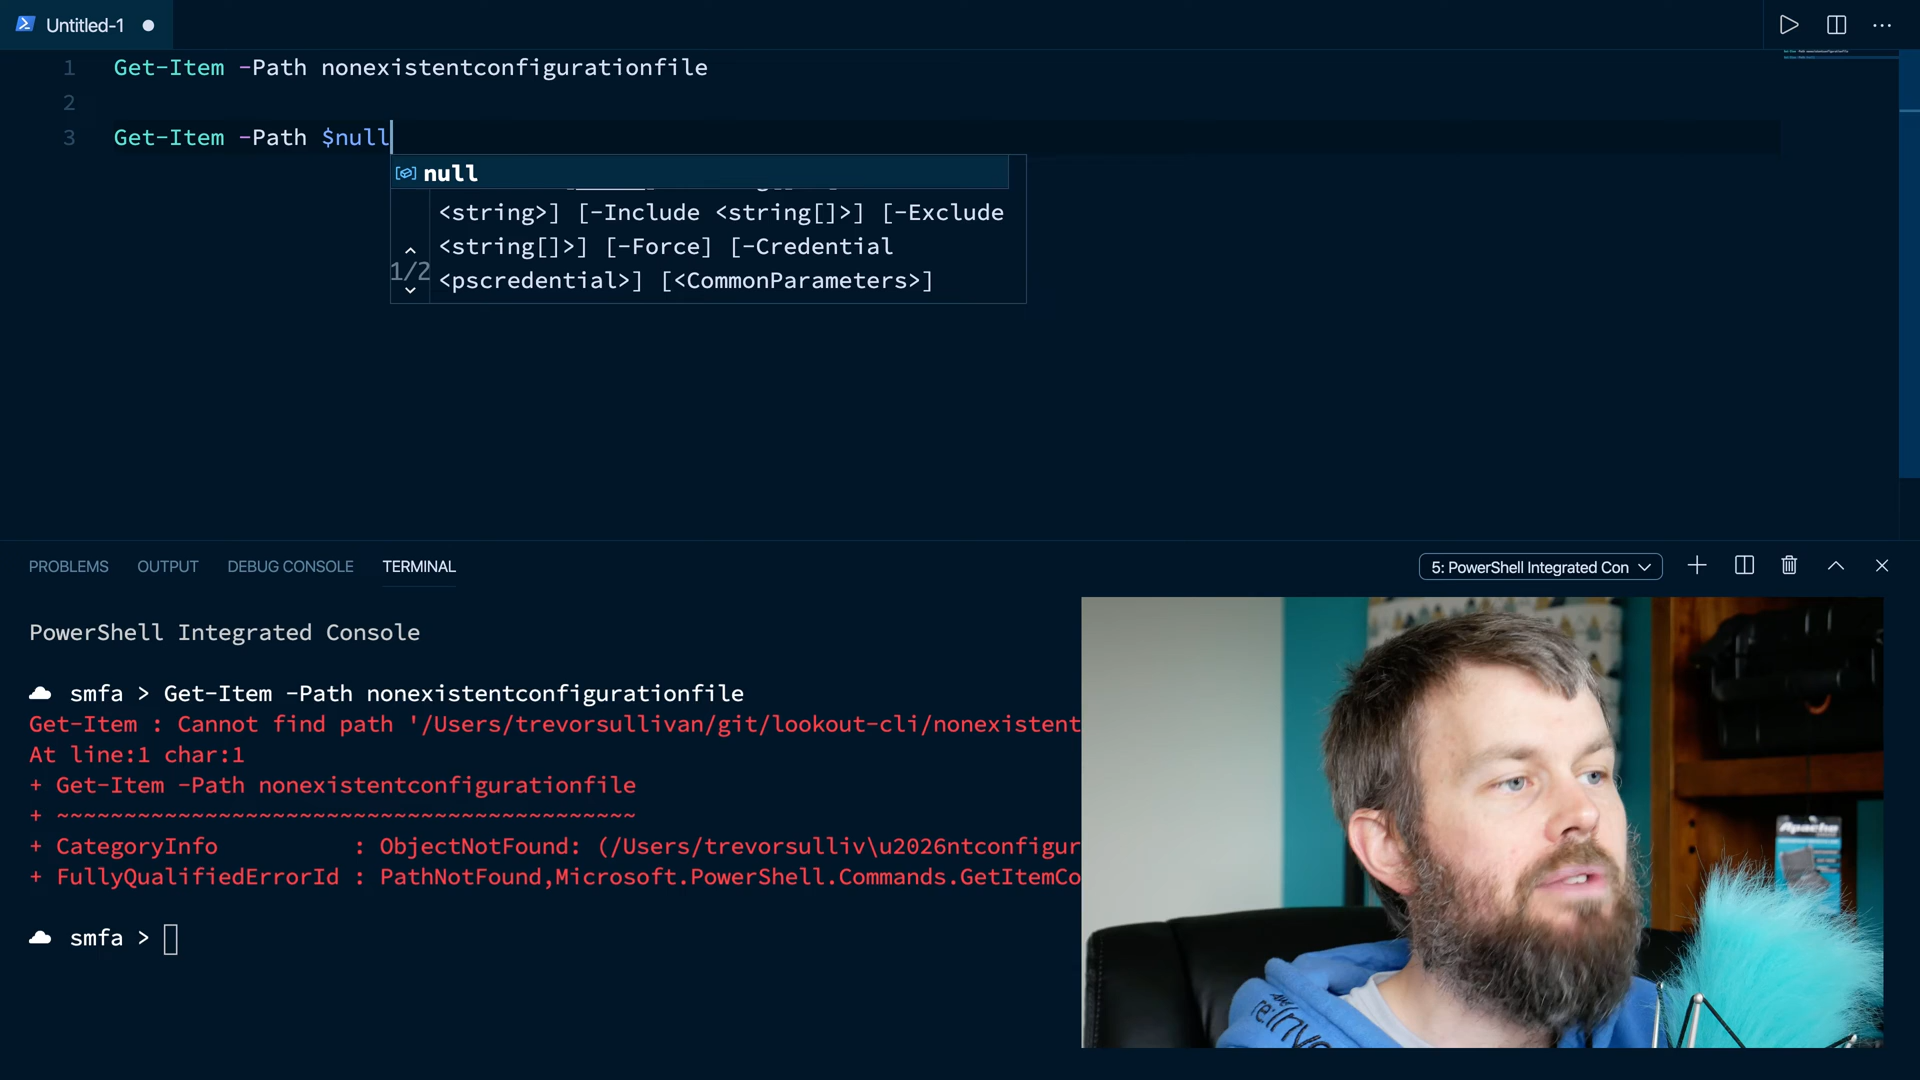 Untitled-1
1 Get-Item -Path nonexistentconfigurationfile
2
3 Get-Item -Path $null
null
<string>] [-Include <string[]>] [-Exclude
<string[]>] [-Force] [-Credential
1/2
<pscredential>] [<CommonParameters>]
PROBLEMS OUTPUT DEBUG CONSOLE TERMINAL 5: PowerShell Integrated Con
PowerShell Integrated Console
smfa > Get-Item -Path nonexistentconfigurationfile
Get-Item : Cannot find path '/Users/trevorsullivan/git/lookout-cli/nonexistent
At line:1 char:1
+ Get-Item -Path nonexistentconfigurationfile
+ ~~~~~~~~~~~~~~~~~~~~~~~~~~~~~~~~~~~~~~~~~~~
+ CategoryInfo : ObjectNotFound: (/Users/trevorsulliv\u2026ntconfigur
+ FullyQualifiedErrorId : PathNotFound,Microsoft.PowerShell.Commands.GetItemCo
smfa >
Apache
re:Inve